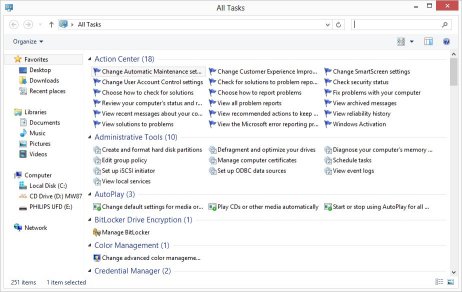 All Tasks
All Tasks
Organize
Favorites
Desktop
Downloads
Recent places
Libraries
Documents
Music
Pictures
Videos
Computer
Local Disk (C:)
CD Drive (D:) MW87
PHILIPS UFD (E:)
Network
Action Center (18)
Change Automatic Maintenance set... Change Customer Experience Impro... Change SmartScreen settings
Change User Account Control settings Check for solutions to problem repo... Check security status
Choose how to check for solutions Choose how to report problems Fix problems with your computer
Review your computer's status and r... View all problem reports View archived messages
View recent messages about your co... View recommended actions to keep ... View reliability history
View solutions to problems View the Microsoft error reporting pr... Windows Activation
Administrative Tools (10)
Create and format hard disk partitions Defragment and optimize your drives Diagnose your computer's memory ...
Edit group policy Manage computer certificates Schedule tasks
Set up iSCSI initiator Set up ODBC data sources View event logs
View local services
AutoPlay (3)
Change default settings for media or... Play CDs or other media automatically Start or stop using AutoPlay for all ...
BitLocker Drive Encryption (1)
Manage BitLocker
Color Management (1)
Change advanced color manageme...
Credential Manager (2)
251 items 1 item selected